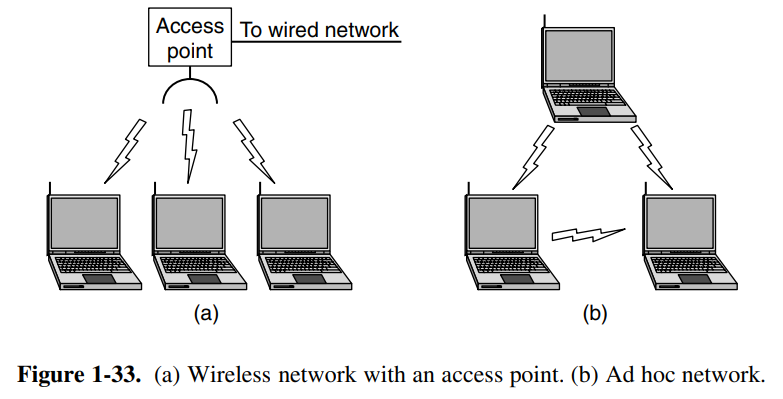 Access
point
To wired network
(a)
(b)
Figure 1-33. (a) Wireless network with an access point. (b) Ad hoc network.